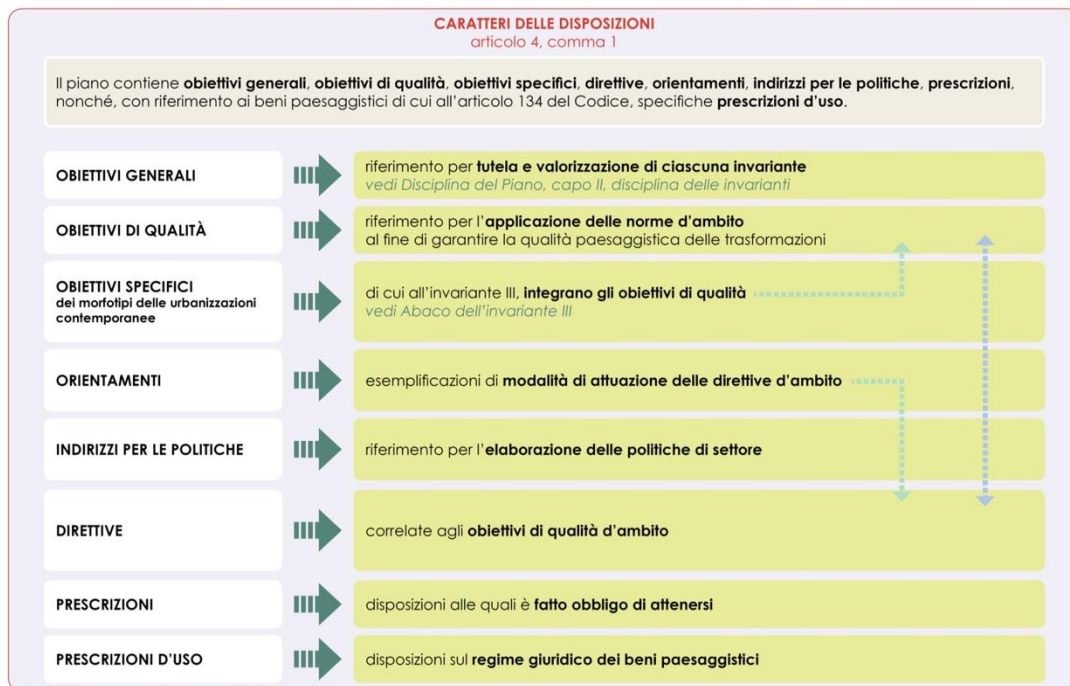 CARATTERI DELLE DISPOSIZIONI
articolo 4, comma 1
Il piano contiene obiettivi generali, obiettivi di qualità, obiettivi specifici, direttive, orientamenti, indirizzi per le politiche, prescrizioni,
nonché, con riferimento ai beni paesaggistici di cui all'articolo 134 del Codice, specifiche prescrizioni d'uso.
OBIETTIVI GENERALI
riferimento per tutela e valorizzazione di ciascuna invariante
vedi Disciplina del Piano, capo II, disciplina delle invarianti
OBIETTIVI DI QUALITÀ
riferimento per l'applicazione delle norme d'ambito
al fine di garantire la qualità paesaggistica delle trasformazioni
OBIETTIVI SPECIFICI
dei morfotipi delle urbanizzazioni
contemporanee
di cui all'invariante III, integrano gli obiettivi di qualità
vedi Abaco dell'invariante III
ORIENTAMENTI
esemplificazioni di modalità di attuazione delle direttive d'ambito
INDIRIZZI PER LE POLITICHE
riferimento per l'elaborazione delle politiche di settore
DIRETTIVE
correlate agli obiettivi di qualità d'ambito
PRESCRIZIONI
disposizioni alle quali è fatto obbligo di attenersi
PRESCRIZIONI D'USO
disposizioni sul regime giuridico dei beni paesaggistici